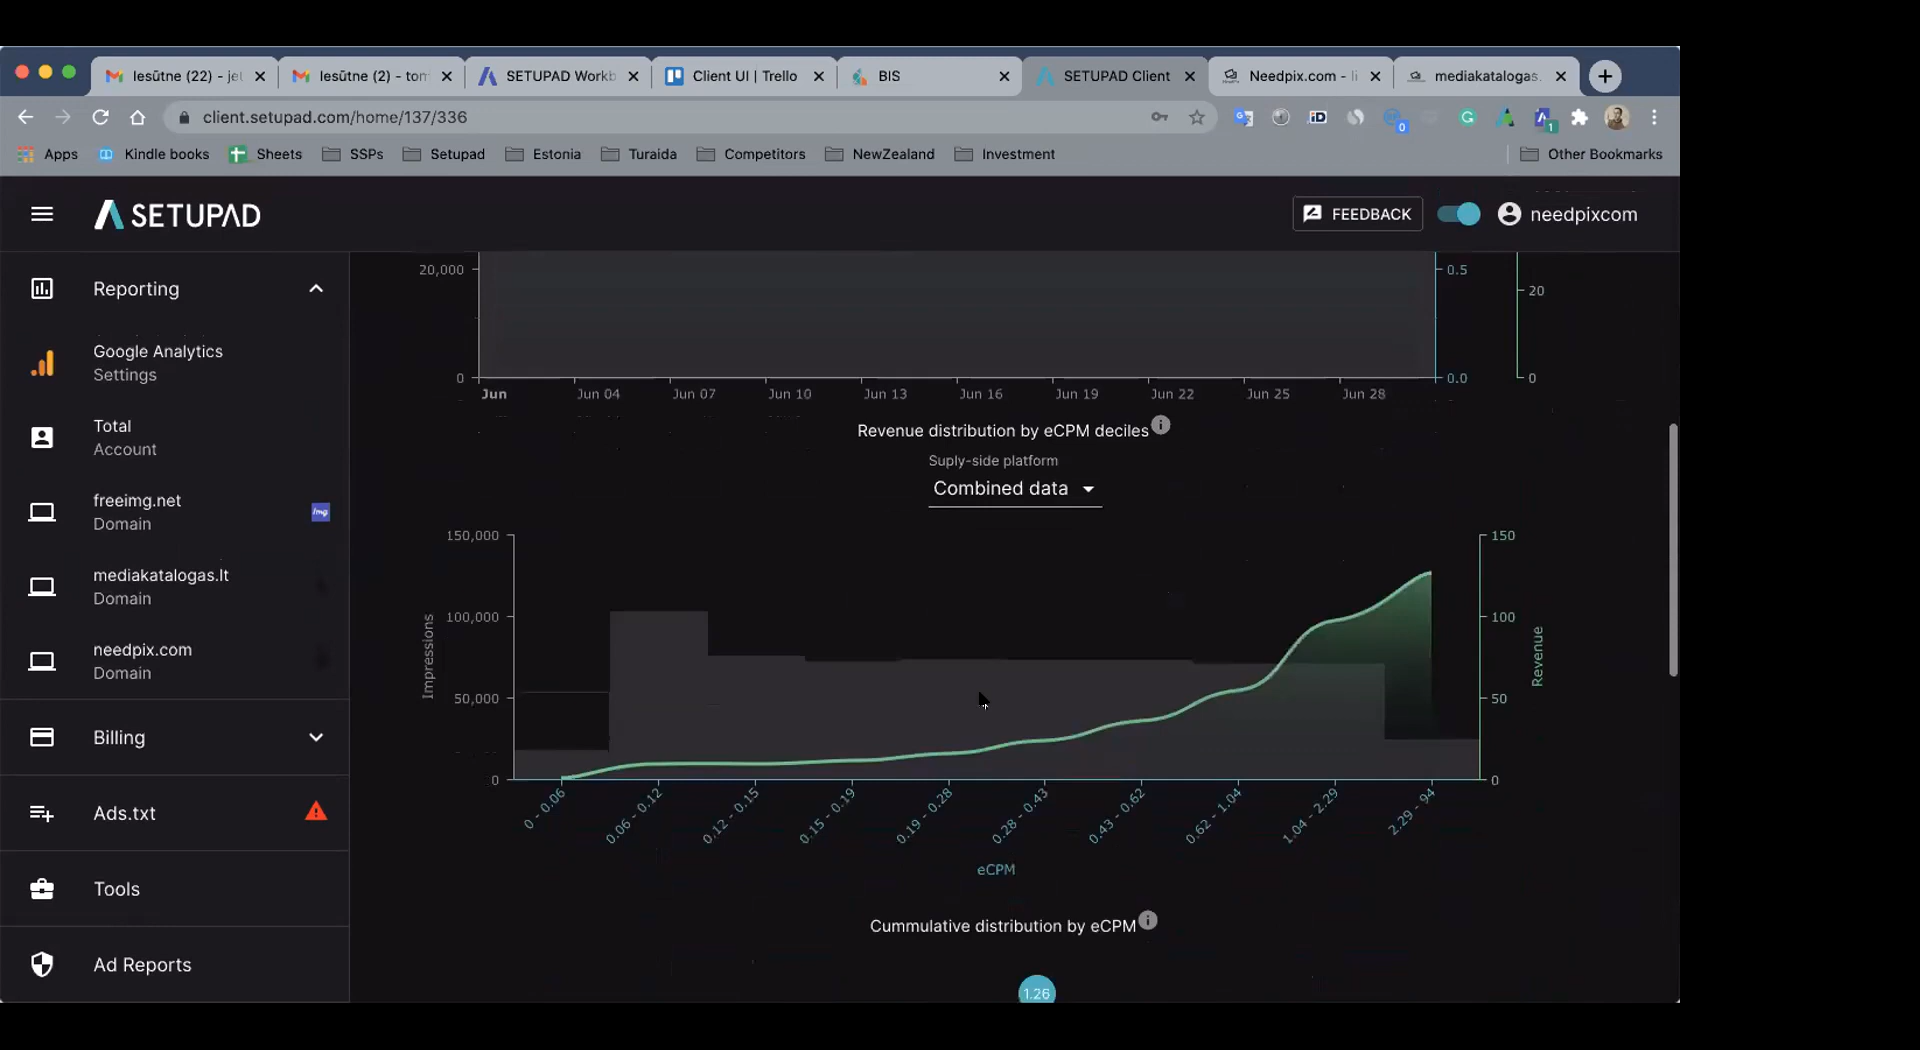 Iesūtne (22) - jet
Iesūtne (2) - tom
SETUPAD Workb
Client UI | Trello
BIS
SETUPAD Client
Needpix.com - li
mediakatalogas.
client.setupad.com/home/137/336
iD
0
G
1
Apps
Kindle books
Sheets
SSPs
Setupad
Estonia
Turaida
Competitors
NewZealand
Investment
Other Bookmarks
SETUPAD
FEEDBACK
needpixcom
Reporting
Google Analytics
Settings
Total
Account
freeimg.net
Domain
Img
mediakatalogas.lt
Domain
needpix.com
Domain
Billing
Ads.txt
Tools
Ad Reports
20,000
0
0.5
0.0
20
0
Jun
Jun 04
Jun 07
Jun 10
Jun 13
Jun 16
Jun 19
Jun 22
Jun 25
Jun 28
Revenue distribution by eCPM deciles
Suply-side platform
Combined data
150,000
100,000
50,000
0
Impressions
150
100
50
0
Revenue
0 - 0.06
0.06 - 0.12
0.12 - 0.15
0.15 - 0.19
0.19 - 0.28
0.28 - 0.43
0.43 - 0.62
0.62 - 1.04
1.04 - 2.29
2.29 - 94
eCPM
Cummulative distribution by eCPM
1.26